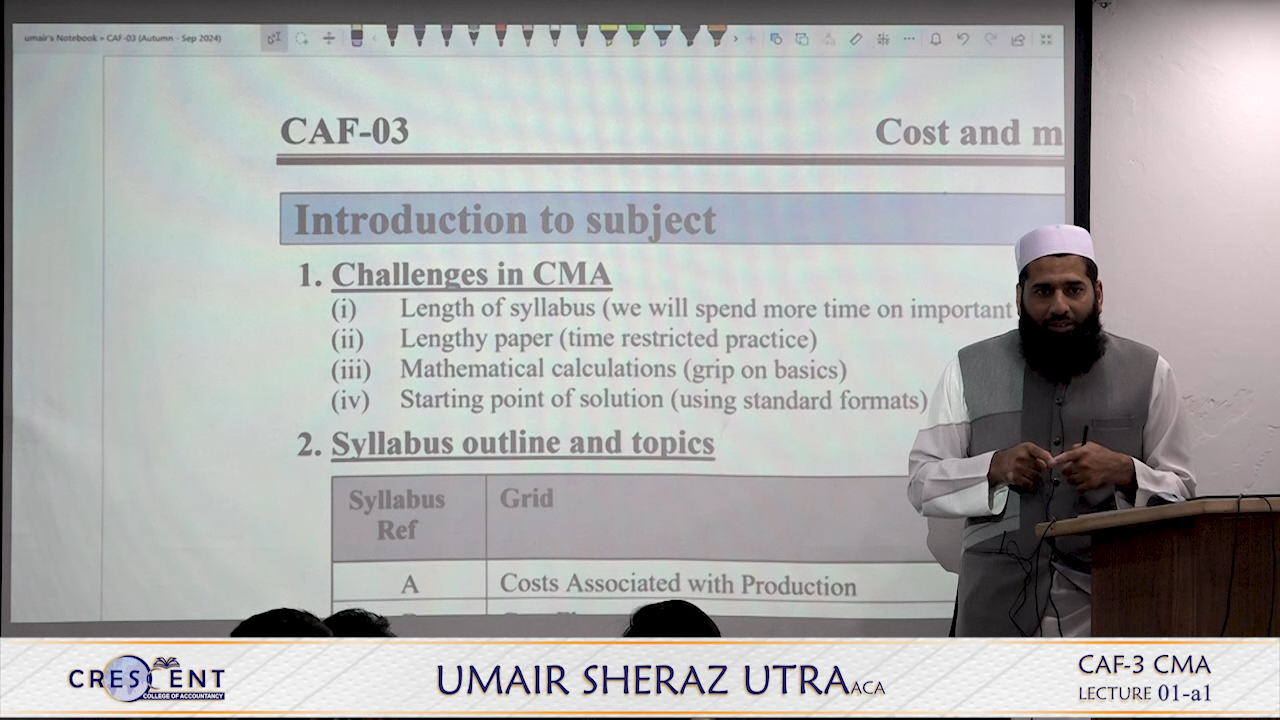 umair's Notebook » CAF-03 (Autumn - Sep 2024)
CAF-03
Cost and m
Introduction to subject
1. Challenges in CMA
(i) Length of syllabus (we will spend more time on important
(ii) Lengthy paper (time restricted practice)
(iii) Mathematical calculations (grip on basics)
(iv) Starting point of solution (using standard formats)
2. Syllabus outline and topics
Syllabus Ref
Grid
A
Costs Associated with Production
CRESCENT
COLLEGE OF ACCOUNTANCY
UMAIR SHERAZ UTRA ACA
CAF-3 CMA
LECTURE 01-a1